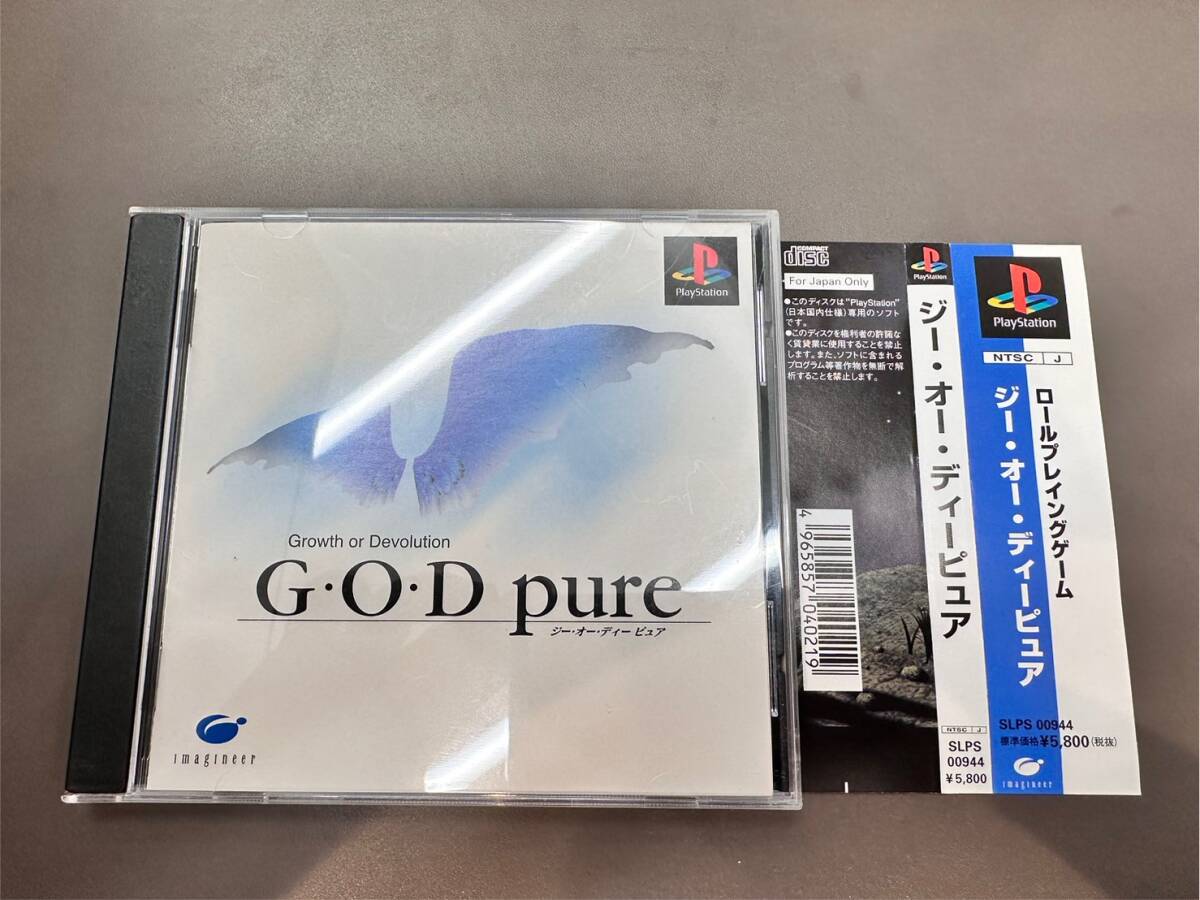 PlayStation
Growth or Devolution
G・O・D pure
ジー・オー・ディー ピュア
imagineer
COMPACT
disc
For Japan Only
●このディスクは"PlayStation"
(日本国内仕様)専用のソフト
です。
●このディスクを権利者の許諾な
く賃貸業に使用することを禁止
します。また、ソフトに含まれる
プログラム等著作物を無断で解
析することを禁止します。
4 965857 040219
PlayStation
ジー・オー・ディーピュア
NTSC J
SLPS
00944
¥5,800
PlayStation
NTSC J
ロールプレイングゲーム
ジー・オー・ディーピュア
SLPS 00944
標準価格¥5,800(税抜)
imagineer